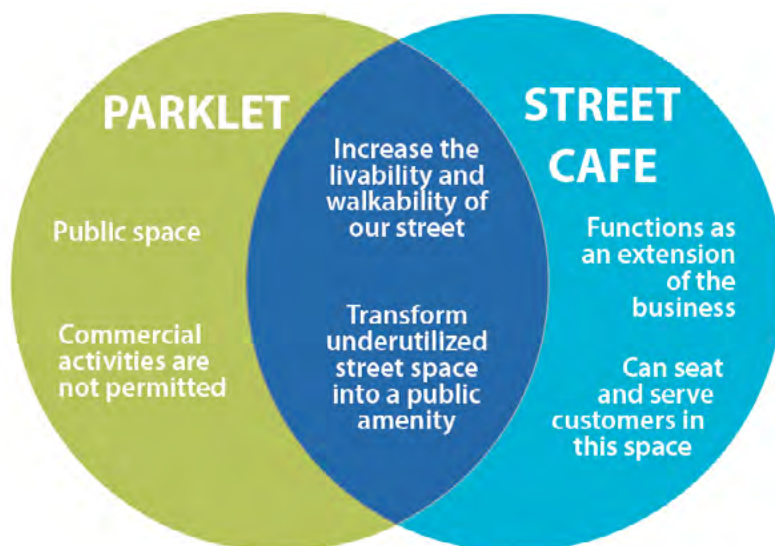 PARKLET
Public space
Commercial
activities are
not permitted
Increase the
livability and
walkability of
our street
Transform
underutilized
street space
into a public
amenity
STREET
CAFE
Functions as
an extension
of the
business
Can seat
and serve
customers in
this space